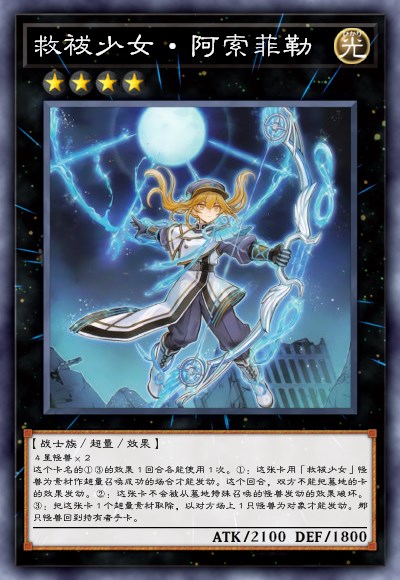 救祓少女・阿索菲勒
光
ひかり
【战士族／超量／效果】
４星怪兽×２
这个卡名的①③的效果１回合各能使用１次。①：这张卡用「救祓少女」怪
兽为素材作超量召唤成功的场合才能发动。这个回合，双方不能把墓地的卡
的效果发动。②：这张卡不会被从墓地特殊召唤的怪兽发动的效果破坏。
③：把这张卡１个超量素材取除，以对方场上１只怪兽为对象才能发动。那
只怪兽回到持有者手卡。
ATK/2100 DEF/1800